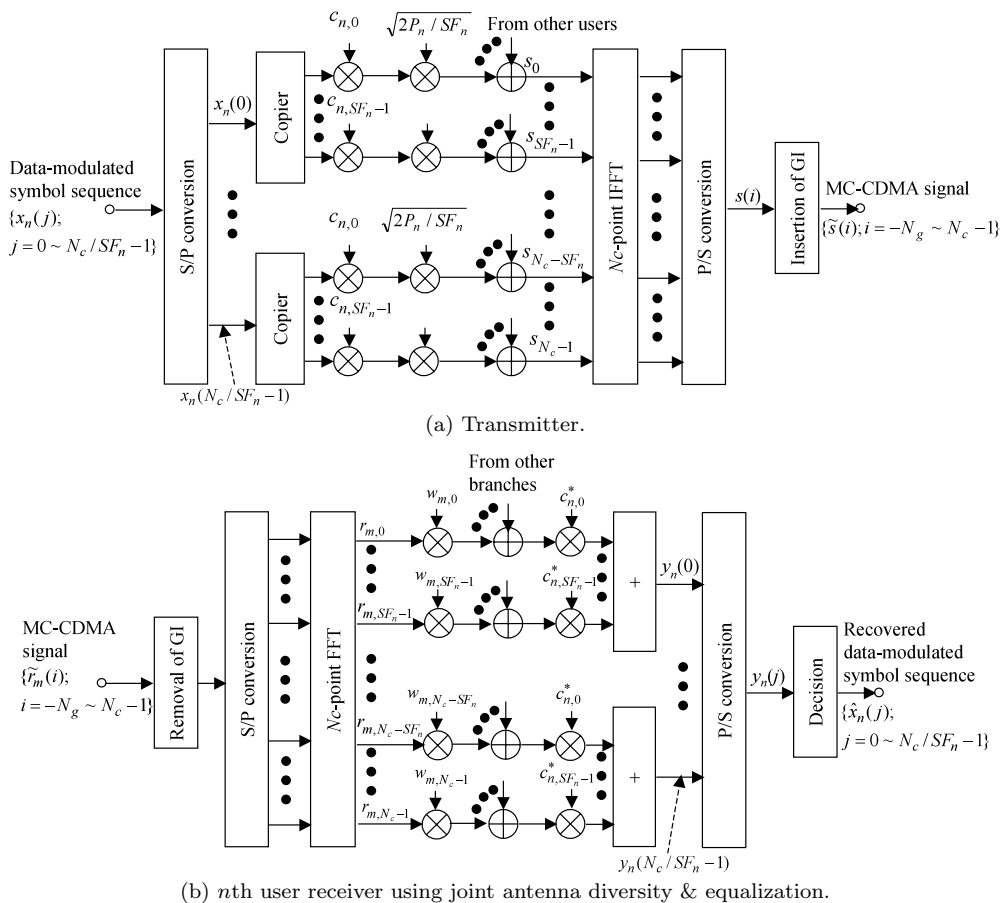 c_{n,0}
√2P_n / SF_n
From other users
s_0
x_n(0)
Copier
c_{n,SF_n−1}
s_{SF_n−1}
Data-modulated
symbol sequence
{x_n(j);
j = 0 ~ N_c / SF_n −1}
S/P conversion
Nc-point IFFT
P/S conversion
s(i)
Insertion of GI
MC-CDMA signal
{s̃(i); i = −N_g ~ N_c −1}
c_{n,0}
√2P_n / SF_n
s_{N_c−SF_n}
Copier
c_{n,SF_n−1}
s_{N_c−1}
x_n(N_c / SF_n −1)
(a) Transmitter.
From other
branches
w_{m,0}
c*_{n,0}
r_{m,0}
+
y_n(0)
w_{m,SF_n−1}
c*_{n,SF_n−1}
r_{m,SF_n−1}
MC-CDMA
signal
{r̃_m(i);
i = −N_g ~ N_c −1}
Removal of GI
S/P conversion
Nc-point FFT
P/S conversion
y_n(j)
Decision
Recovered
data-modulated
symbol sequence
{x̂_n(j);
j = 0 ~ N_c / SF_n −1}
w_{m,N_c−SF_n}
c*_{n,0}
r_{m,N_c−SF_n}
+
w_{m,N_c−1}
c*_{n,SF_n−1}
r_{m,N_c−1}
y_n(N_c / SF_n −1)
(b) nth user receiver using joint antenna diversity & equalization.